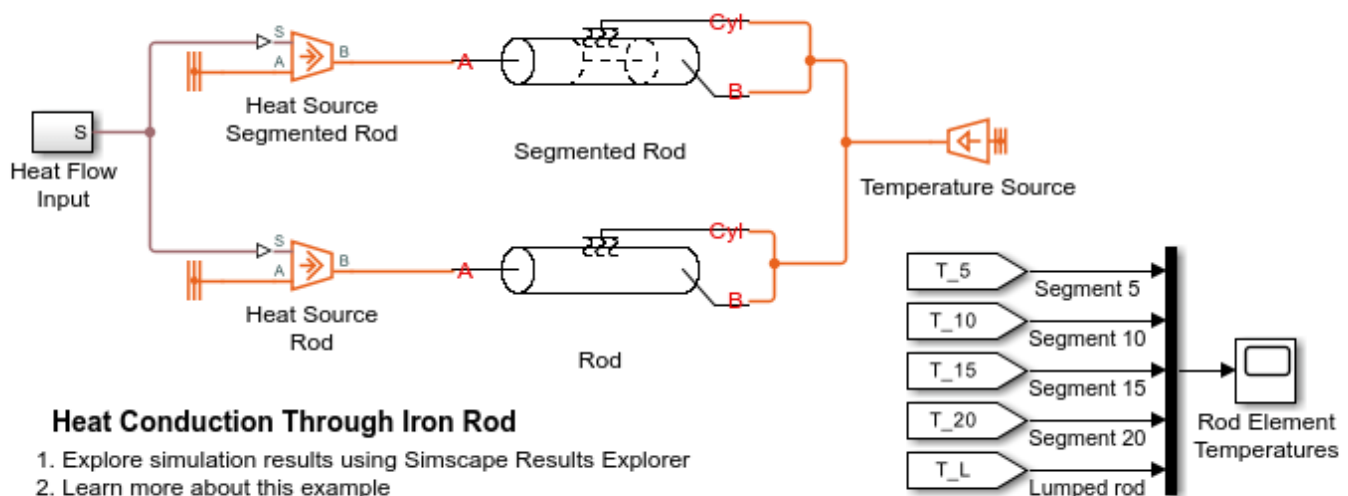 S
A
B
Heat Source
Segmented Rod
A
Cyl
B
Segmented Rod
S
Heat Flow
Input
Temperature Source
S
A
B
Heat Source
Rod
A
Cyl
B
Rod
T_5
Segment 5
T_10
Segment 10
T_15
Segment 15
T_20
Segment 20
T_L
Lumped rod
Rod Element
Temperatures
Heat Conduction Through Iron Rod
1. Explore simulation results using Simscape Results Explorer
2. Learn more about this example